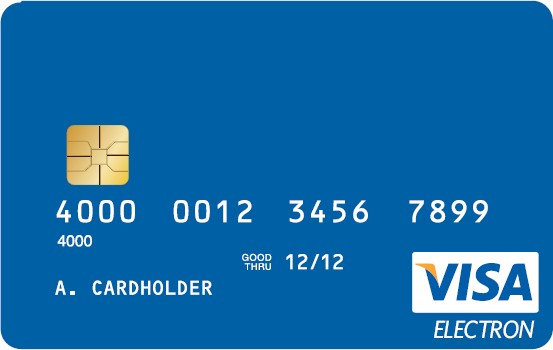 4000 0012 3456 7899
4000
GOOD
THRU 12/12
A. CARDHOLDER
VISA
ELECTRON